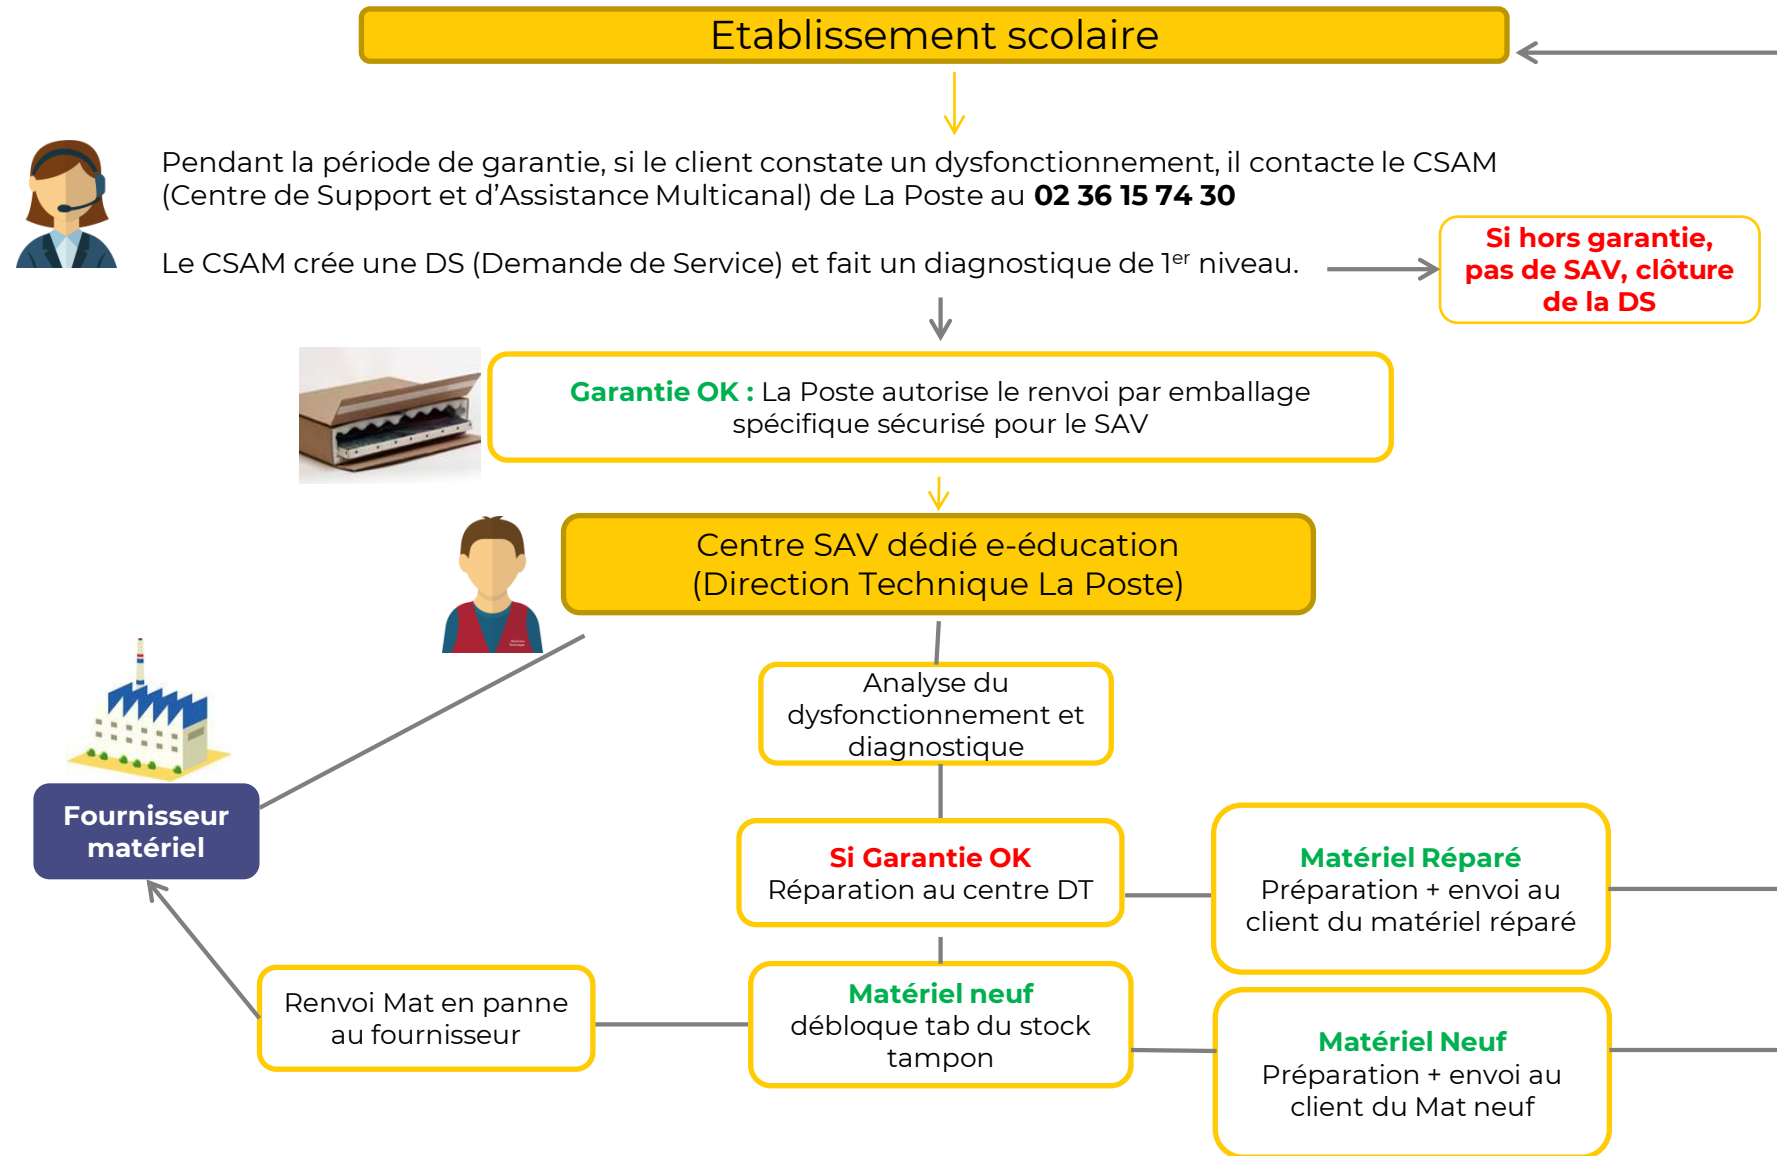 Etablissement scolaire
Pendant la période de garantie, si le client constate un dysfonctionnement, il contacte le CSAM
(Centre de Support et d'Assistance Multicanal) de La Poste au 02 36 15 74 30
Le CSAM crée une DS (Demande de Service) et fait un diagnostique de 1er niveau.
Si hors garantie,
pas de SAV, clôture
de la DS
Garantie OK : La Poste autorise le renvoi par emballage
spécifique sécurisé pour le SAV
Centre SAV dédié e-éducation
(Direction Technique La Poste)
Analyse du
dysfonctionnement et
diagnostique
Fournisseur
matériel
Si Garantie OK
Réparation au centre DT
Matériel Réparé
Préparation + envoi au
client du matériel réparé
Renvoi Mat en panne
au fournisseur
Matériel neuf
débloque tab du stock
tampon
Matériel Neuf
Préparation + envoi au
client du Mat neuf